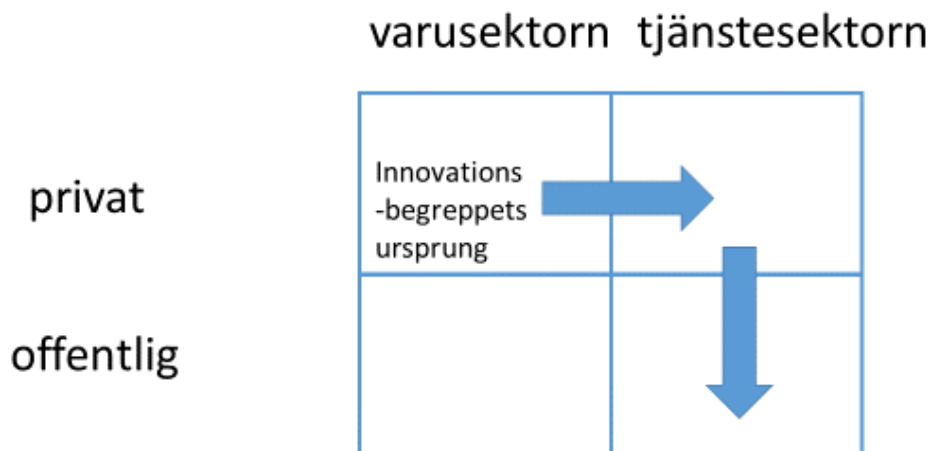 varusektorn tjänstesektorn
privat
Innovations
-begreppets
ursprung
offentlig